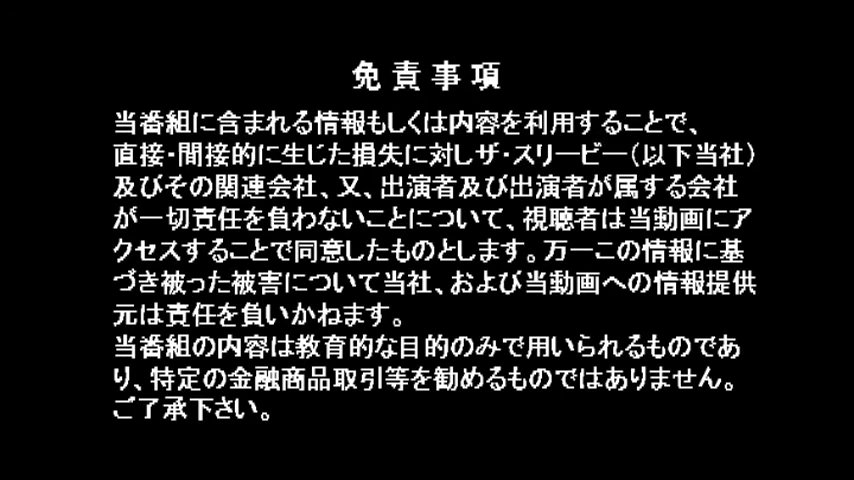 免責事項
当番組に含まれる情報もしくは内容を利用することで、
直接・間接的に生じた損失に対しザ・スリービー（以下当社）
及びその関連会社、又、出演者及び出演者が属する会社
が一切責任を負わないことについて、視聴者は当動画にア
クセスすることで同意したものとします。万一この情報に基
づき被った被害について当社、および当動画への情報提供
元は責任を負いかねます。
当番組の内容は教育的な目的のみで用いられるものであ
り、特定の金融商品取引等を勧めるものではありません。
ご了承下さい。